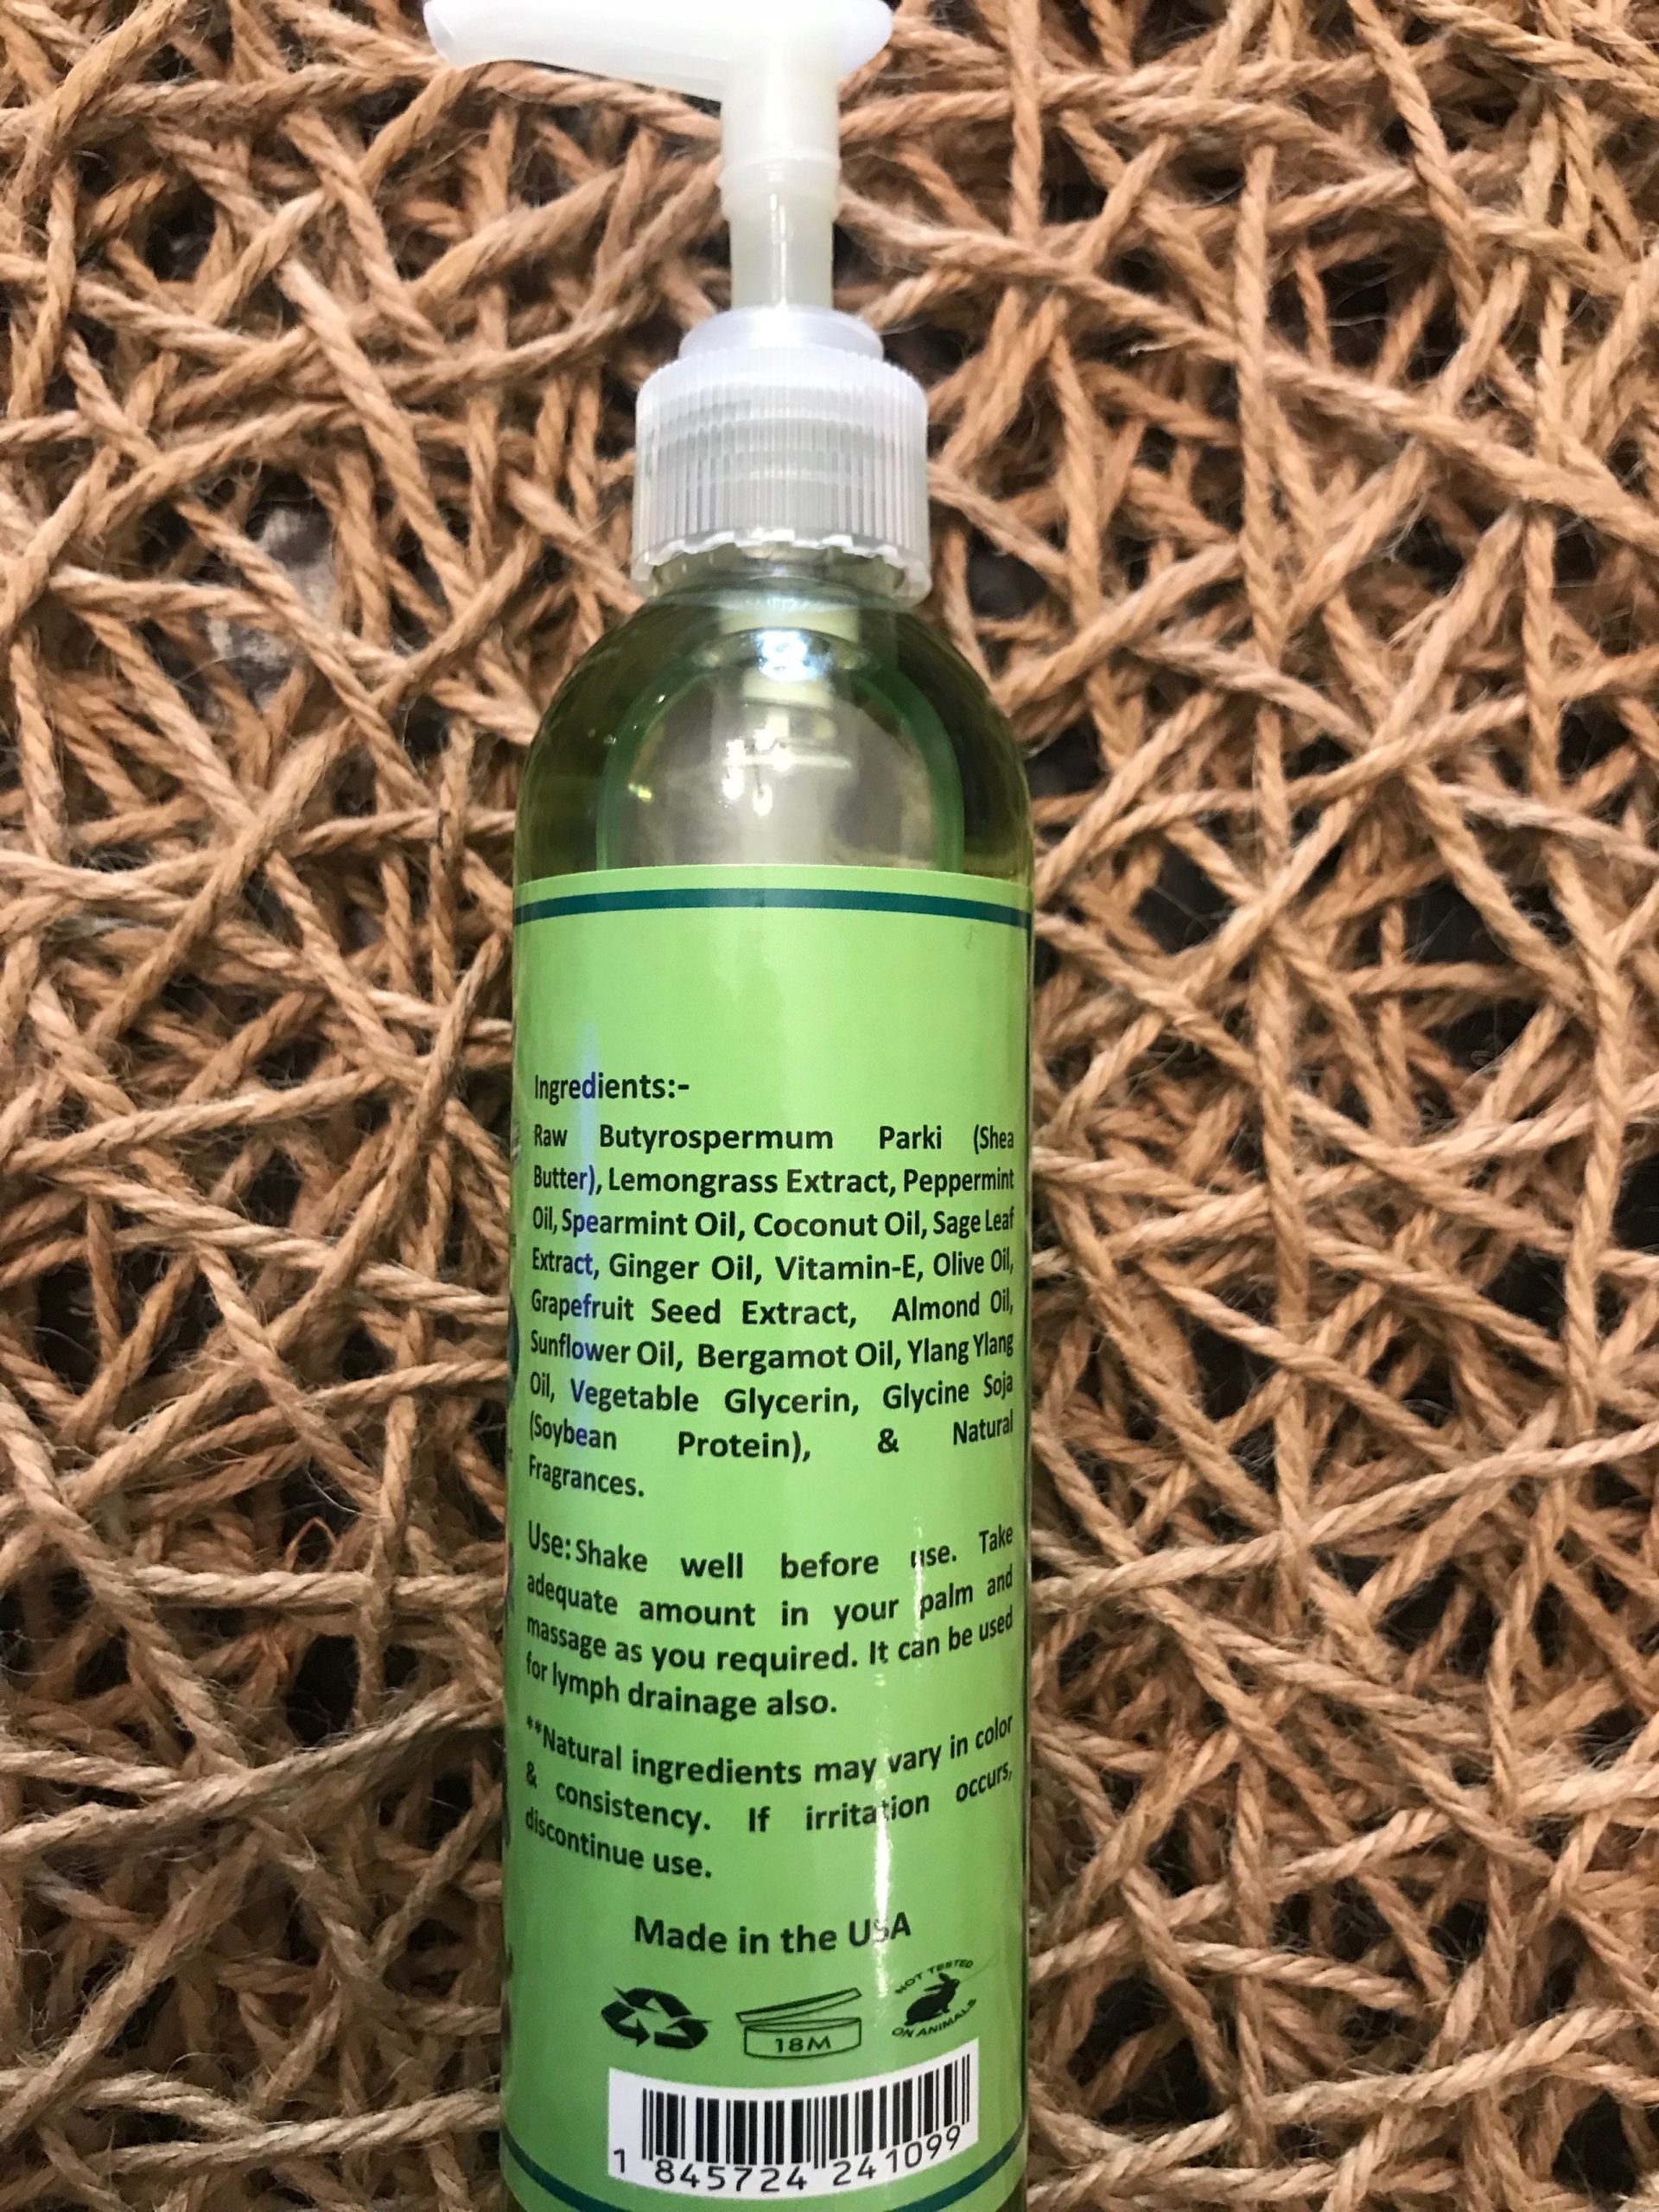 Ingredients:-
Raw Butyrospermum Parki (Shea
Butter), Lemongrass Extract, Peppermint
Oil, Spearmint Oil, Coconut Oil, Sage Leaf
Extract, Ginger Oil, Vitamin-E, Olive Oil,
Grapefruit Seed Extract, Almond Oil,
Sunflower Oil, Bergamot Oil, Ylang Ylang
Oil, Vegetable Glycerin, Glycine Soja
(Soybean Protein), & Natural
Fragrances.
Use: Shake well before use. Take
adequate amount in your palm and
massage as you required. It can be used
for lymph drainage also.
**Natural ingredients may vary in color
& consistency. If irritation occurs,
discontinue use.
Made in the USA
18M
NOT TESTED
ON ANIMALS
1 845724 241099